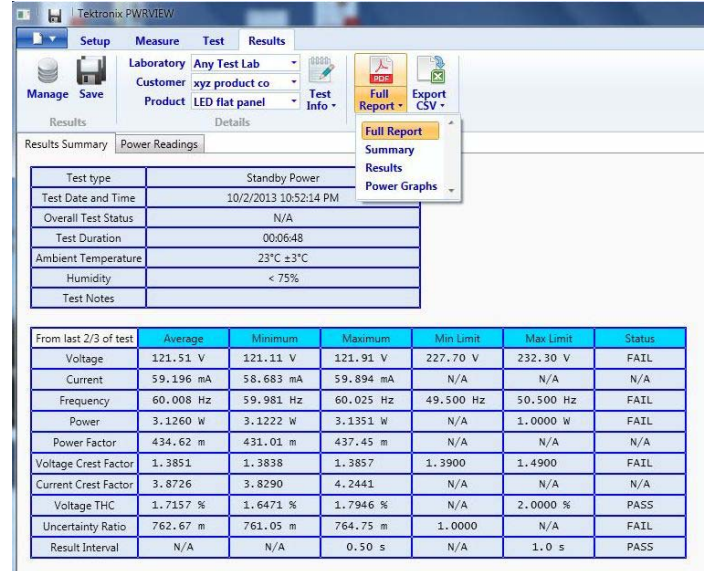 Tektronix PWRVIEW
Setup Measure Test Results
Laboratory Any Test Lab
Customer xyz product co
Product LED flat panel
Manage Save
Test Info
PDF
Full Report
Export CSV
Results Details
Full Report
Summary
Results
Power Graphs
Results Summary Power Readings
Test type Standby Power
Test Date and Time 10/2/2013 10:52:14 PM
Overall Test Status N/A
Test Duration 00:06:48
Ambient Temperature 23°C ±3°C
Humidity < 75%
Test Notes
From last 2/3 of test Average Minimum Maximum Min Limit Max Limit Status
Voltage 121.51 V 121.11 V 121.91 V 227.70 V 232.30 V FAIL
Current 59.196 mA 58.683 mA 59.894 mA N/A N/A N/A
Frequency 60.008 Hz 59.981 Hz 60.025 Hz 49.500 Hz 50.500 Hz FAIL
Power 3.1260 W 3.1222 W 3.1351 W N/A 1.0000 W FAIL
Power Factor 434.62 m 431.01 m 437.45 m N/A N/A N/A
Voltage Crest Factor 1.3851 1.3838 1.3857 1.3900 1.4900 FAIL
Current Crest Factor 3.8726 3.8290 4.2441 N/A N/A N/A
Voltage THC 1.7157 % 1.6471 % 1.7946 % N/A 2.0000 % PASS
Uncertainty Ratio 762.67 m 761.05 m 764.75 m 1.0000 N/A FAIL
Result Interval N/A N/A 0.50 s N/A 1.0 s PASS